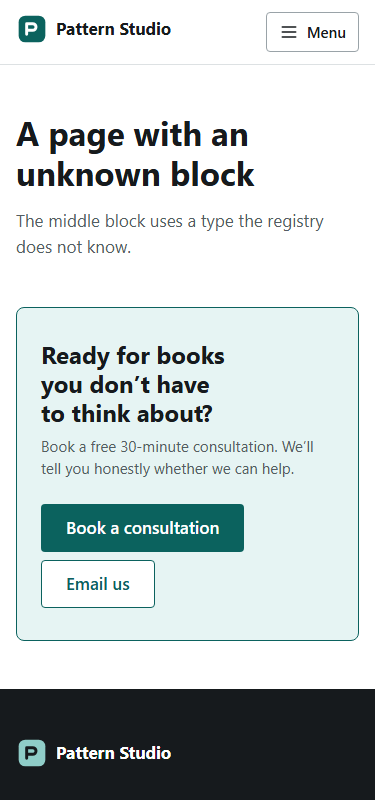 Pattern Studio
Menu
A page with an
unknown block
The middle block uses a type the registry
does not know.
Ready for books
you don’t have
to think about?
Book a free 30-minute consultation. We’ll
tell you honestly whether we can help.
Book a consultation
Email us
Pattern Studio